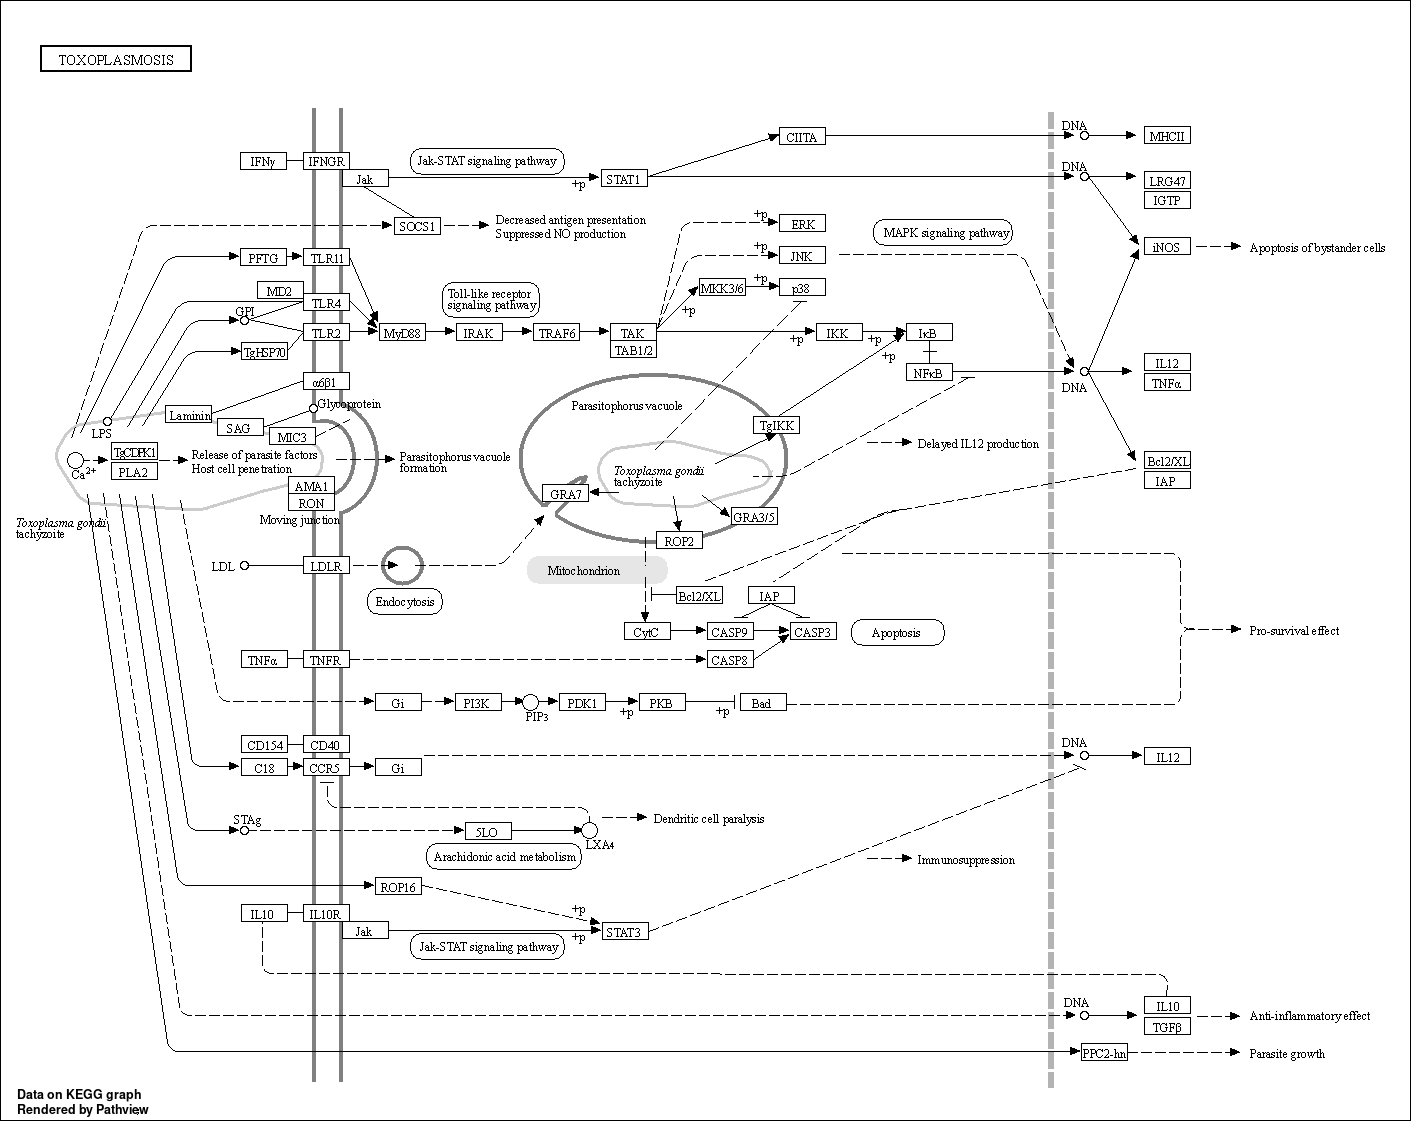 TOXOPLASMOSIS
DNA
CIITA
MHCII
IFNγ
IFNGR
Jak-STAT signaling pathway
DNA
Jak
+p
STAT1
LRG47
IGTP
SOCS1
Decreased antigen presentation
Suppressed NO production
+p
ERK
MAPK signaling pathway
iNOS
Apoptosis of bystander cells
PFTG
TLR11
+p
JNK
MD2
TLR4
Toll-like receptor
signaling pathway
MKK3/6
+p
p38
+p
GPI
TLR2
MyD88
IRAK
TRAF6
TAK
TAB1/2
+p
IKK
+p
IκB
+p
TgHSP70
NFκB
DNA
IL12
TNFα
α6β1
Laminin
Glycoprotein
SAG
MIC3
LPS
Parasitophorus vacuole
TgIKK
Delayed IL12 production
Ca2+
TgCDPK1
PLA2
Release of parasite factors
Host cell penetration
Parasitophorus vacuole
formation
Toxoplasma gondii
tachyzoite
Bcl2/XL
IAP
AMA1
RON
Moving junction
GRA7
GRA3/5
ROP2
Toxoplasma gondii
tachyzoite
LDL
LDLR
Endocytosis
Mitochondrion
Bcl2/XL
IAP
CytC
CASP9
CASP3
Apoptosis
Pro-survival effect
TNFα
TNFR
CASP8
Gi
PI3K
PIP3
PDK1
+p
PKB
+p
Bad
CD154
CD40
C18
CCR5
Gi
DNA
IL12
STAg
5LO
LXA4
Dendritic cell paralysis
Arachidonic acid metabolism
Immunosuppression
ROP16
+p
IL10
IL10R
Jak
+p
STAT3
Jak-STAT signaling pathway
DNA
IL10
TGFβ
Anti-inflammatory effect
PPC2-hn
Parasite growth
Data on KEGG graph
Rendered by Pathview